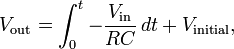 V_out = ∫_0^t − V_in/RC dt + V_initial,